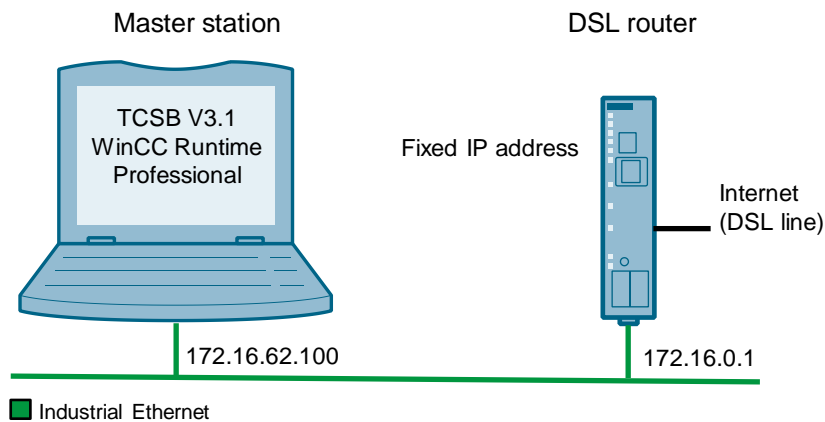 Master station
DSL router
TCSB V3.1
WinCC Runtime
Professional
Fixed IP address
Internet
(DSL line)
172.16.62.100
172.16.0.1
Industrial Ethernet